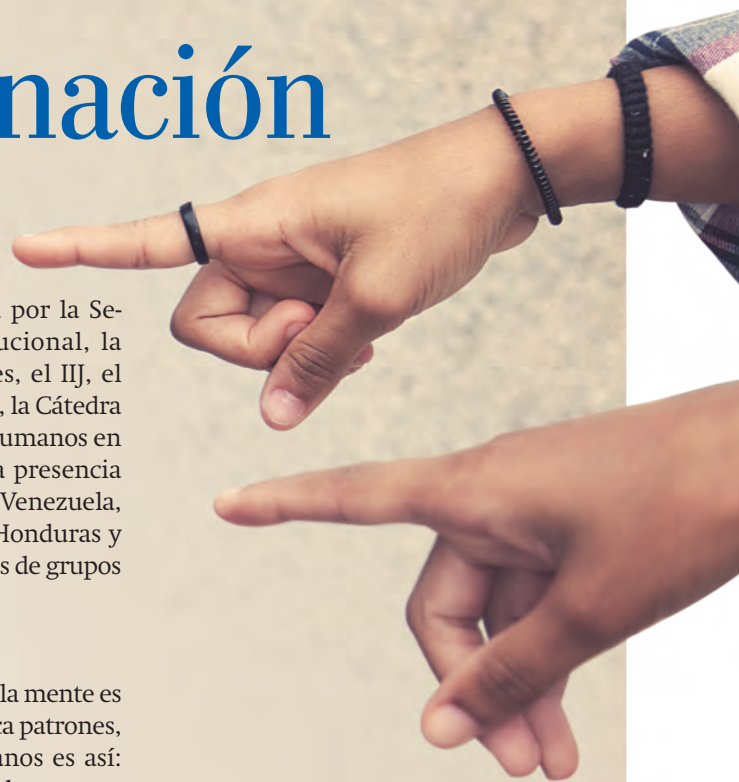 nación
por la Se-
ucional, la
es, el IIJ, el
, la Cátedra
umanos en
a presencia
Venezuela,
Honduras y
s de grupos
la mente es
ca patrones,
anos es así: